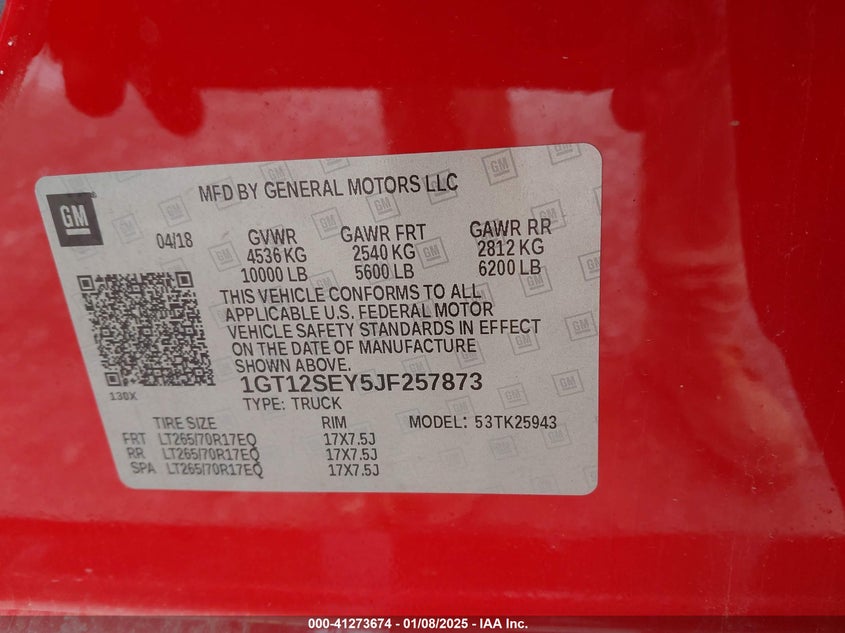 MFD BY GENERAL MOTORS LLC
GM
04/18 GVWR GAWR FRT GAWR RR
4536 KG 2540 KG 2812 KG
10000 LB 5600 LB 6200 LB
THIS VEHICLE CONFORMS TO ALL
APPLICABLE U.S. FEDERAL MOTOR
VEHICLE SAFETY STANDARDS IN EFFECT
ON THE DATE OF MANUFACTURE
SHOWN ABOVE.
130X
1GT12SEY5JF257873
TYPE: TRUCK MODEL: 53TK25943
TIRE SIZE RIM
FRT LT265/70R17EQ 17X7.5J
RR LT265/70R17EQ 17X7.5J
SPA LT265/70R17EQ 17X7.5J
000-41273674 / 01/08/2025 - IAA Inc.